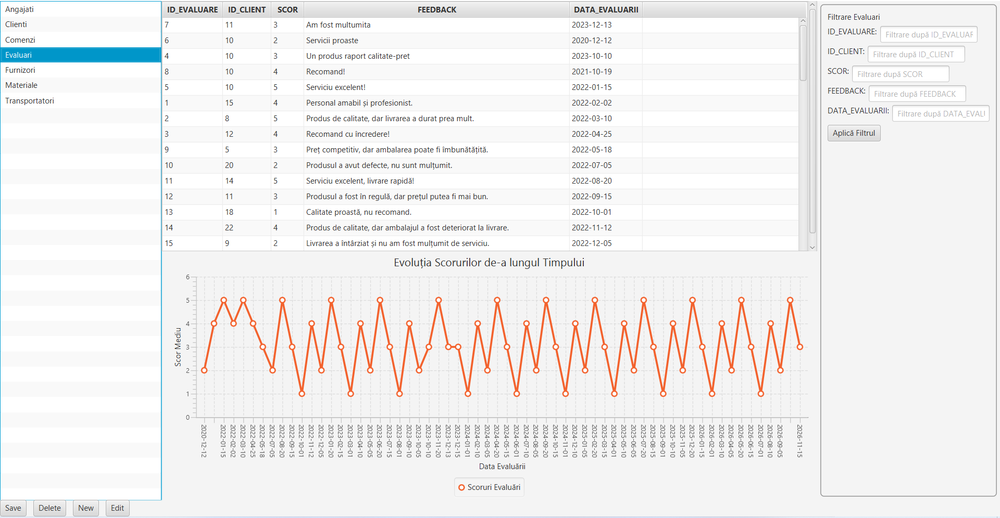 Angajati
Clienti
Comenzi
Evaluari
Furnizori
Materiale
Transportatori
ID_EVALUARE ID_CLIENT SCOR FEEDBACK DATA_EVALUARII
7 11 3 Am fost multumita 2023-12-13
6 10 2 Servicii proaste 2020-12-12
4 10 3 Un produs raport calitate-pret 2023-10-10
8 10 4 Recomand! 2021-10-19
5 10 5 Serviciu excelent! 2022-01-15
1 15 4 Personal amabil și profesionist. 2022-02-02
2 8 5 Produs de calitate, dar livrarea a durat prea mult. 2022-03-10
3 12 4 Recomand cu încredere! 2022-04-25
9 5 3 Preț competitiv, dar ambalarea poate fi îmbunătățită. 2022-05-18
10 20 2 Produsul a avut defecte, nu sunt mulțumit. 2022-07-05
11 14 5 Serviciu excelent, livrare rapidă! 2022-08-20
12 11 3 Produsul a fost în regulă, dar prețul putea fi mai bun. 2022-09-15
13 18 1 Calitate proastă, nu recomand. 2022-10-01
14 22 4 Produs de calitate, dar ambalajul a fost deteriorat la livrare. 2022-11-12
15 9 2 Livrarea a întârziat și nu am fost mulțumit de serviciu. 2022-12-05
Evoluția Scorurilor de-a lungul Timpului
6
5
4
3
2
1
0
Scor Mediu
2020-12-12
2022-01-15
2022-02-02
2022-03-10
2022-04-25
2022-05-18
2022-07-05
2022-08-20
2022-09-15
2022-10-01
2022-11-12
2022-12-05
2023-01-20
2023-02-15
2023-03-01
2023-04-10
2023-05-05
2023-06-20
2023-07-15
2023-08-01
2023-09-10
2023-10-05
2023-10-10
2023-11-20
2023-12-13
2023-12-15
2024-01-01
2024-02-10
2024-03-05
2024-04-20
2024-05-15
2024-06-01
2024-07-10
2024-08-05
2024-09-20
2024-10-15
2024-11-01
2024-12-10
2025-01-05
2025-02-20
2025-03-15
2025-04-01
2025-05-10
2025-06-05
2025-07-20
2025-08-15
2025-09-01
2025-10-10
2025-11-05
2025-12-20
2026-01-15
2026-02-01
2026-03-10
2026-04-05
2026-05-20
2026-06-15
2026-07-01
2026-08-10
2026-09-05
2026-11-15
Data Evaluării
Scoruri Evaluări
Filtrare Evaluari
ID_EVALUARE: Filtrare după ID_EVALUAF
ID_CLIENT: Filtrare după ID_CLIENT
SCOR: Filtrare după SCOR
FEEDBACK: Filtrare după FEEDBACK
DATA_EVALUARII: Filtrare după DATA_EVALU
Aplică Filtrul
Save Delete New Edit